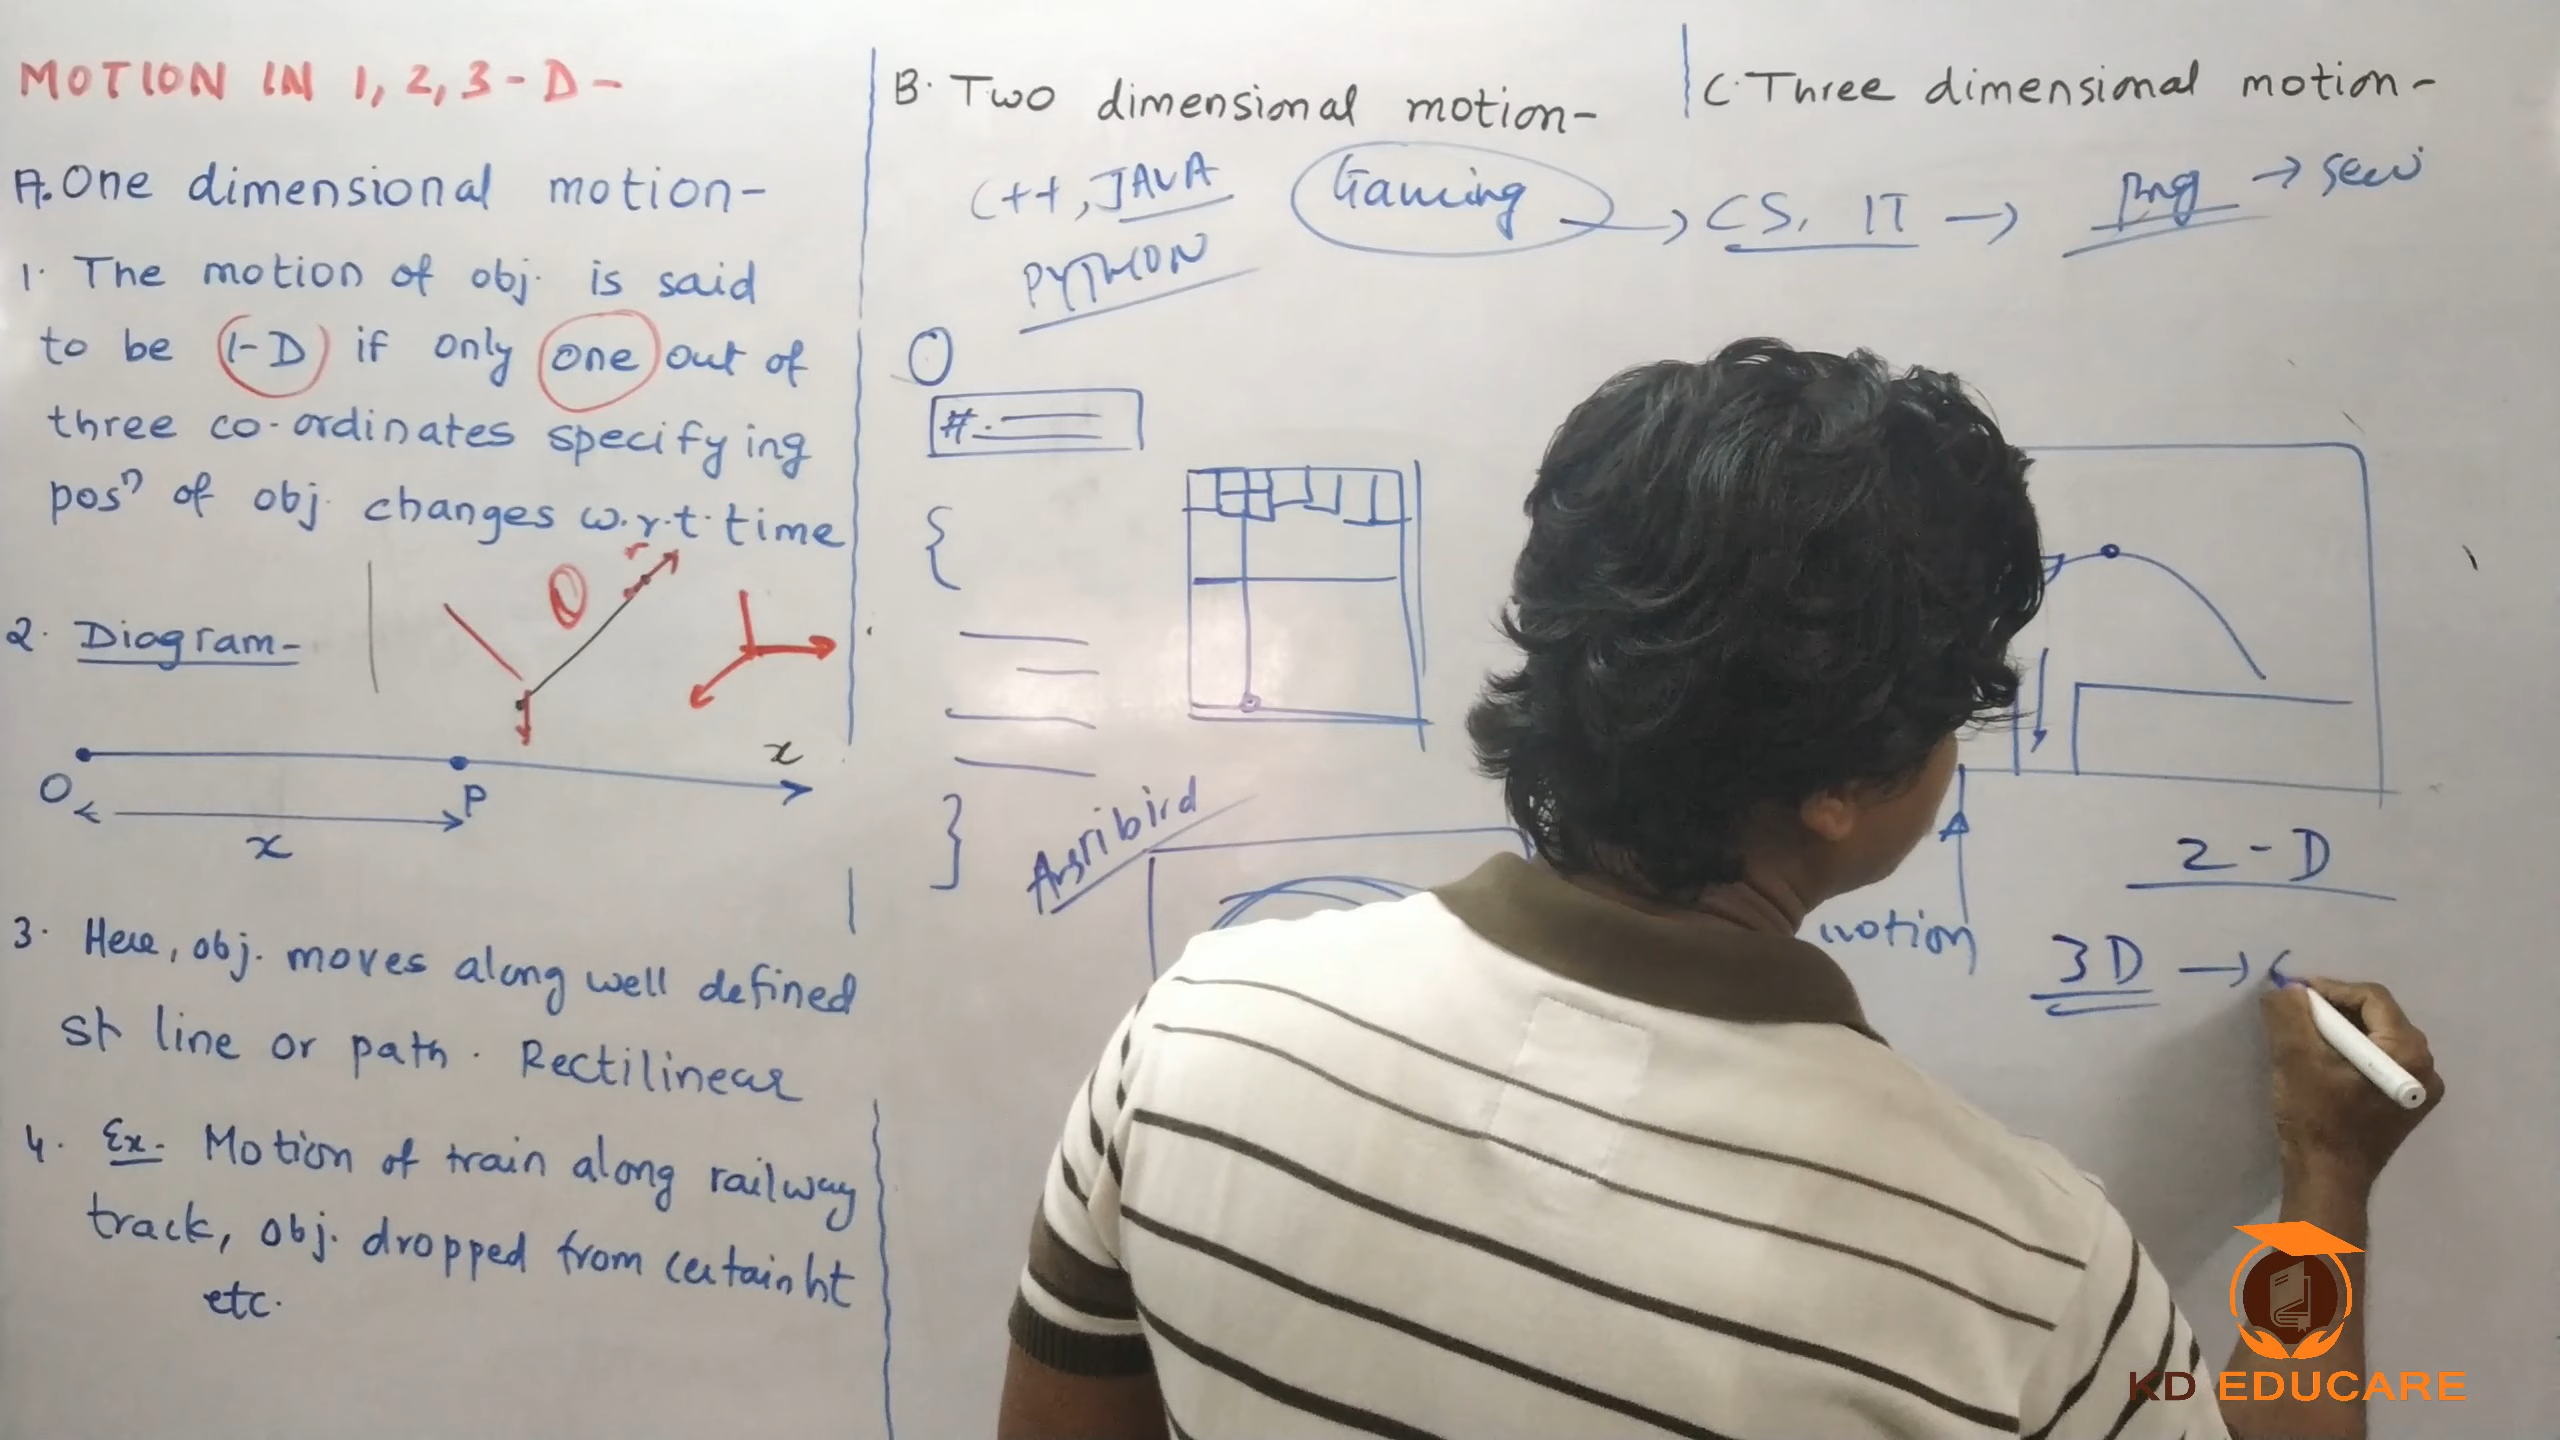 MOTION IN 1, 2, 3 - D -
A. One dimensional motion-
1. The motion of obj. is said
to be 1-D if only one out of
three co-ordinates specifying
posⁿ of obj. changes w.r.t. time
2. Diagram-
r
x
O
P
x
3. Here, obj. moves along well defined
st line or path. Rectilinear
4. Ex.- Motion of train along railway
track, obj. dropped from certain ht
etc.
B. Two dimensional motion-
C++, JAVA
PYTHON
Gaming → CS, IT →
#.
{
}
Angribird
C. Three dimensional motion-
2-D
motion
3D →
KD EDUCARE